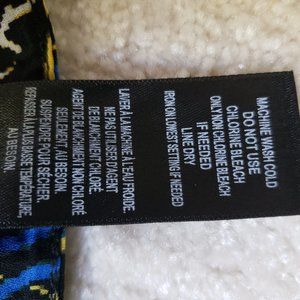 MACHINE WASH COLD
DO NOT USE
CHLORINE BLEACH
ONLY NON CHLORINE BLEACH
IF NEEDED
LINE DRY
IRON ON LOWEST SETTING IF NEEDED
LAVER À LA MACHINE À L'EAU FROIDE.
NE PAS UTILISER D'AGENT
DE BLANCHIMENT CHLORÉ.
AGENT DE BLANCHIMENT NON CHLORÉ
SEULEMENT, AU BESOIN.
SUSPENDRE POUR SÉCHER.
REPASSER À LA PLUS BASSE TEMPÉRATURE,
AU BESOIN.